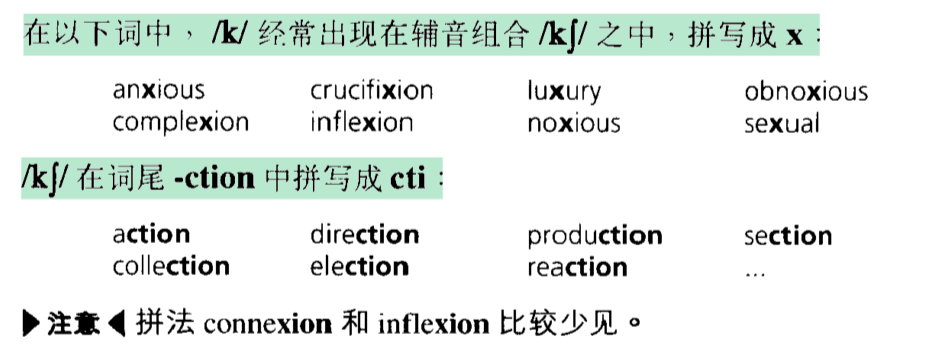 在以下词中，/k/ 经常出现在辅音组合 /kʃ/ 之中，拼写成 x：
anxious crucifixion luxury obnoxious
complexion inflexion noxious sexual
/kʃ/ 在词尾 -ction 中拼写成 cti：
action direction production section
collection election reaction ...
▶注意◀ 拼法 connexion 和 inflexion 比较少见。